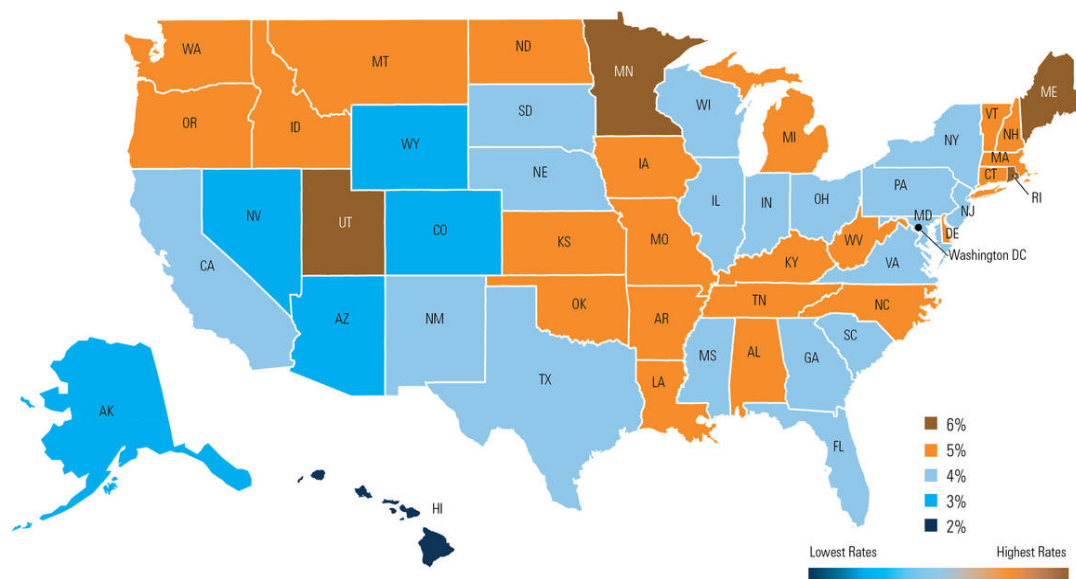 WA
MT
ND
MN
ME
OR
ID
SD
WI
VT
NH
NY
MI
MA
CT
RI
WY
IA
NE
PA
NJ
NV
UT
CO
IL
IN
OH
MD
DE
Washington DC
CA
KS
MO
WV
VA
KY
AZ
NM
OK
AR
TN
NC
SC
MS
AL
GA
TX
LA
FL
AK
HI
6%
5%
4%
3%
2%
Lowest Rates
Highest Rates